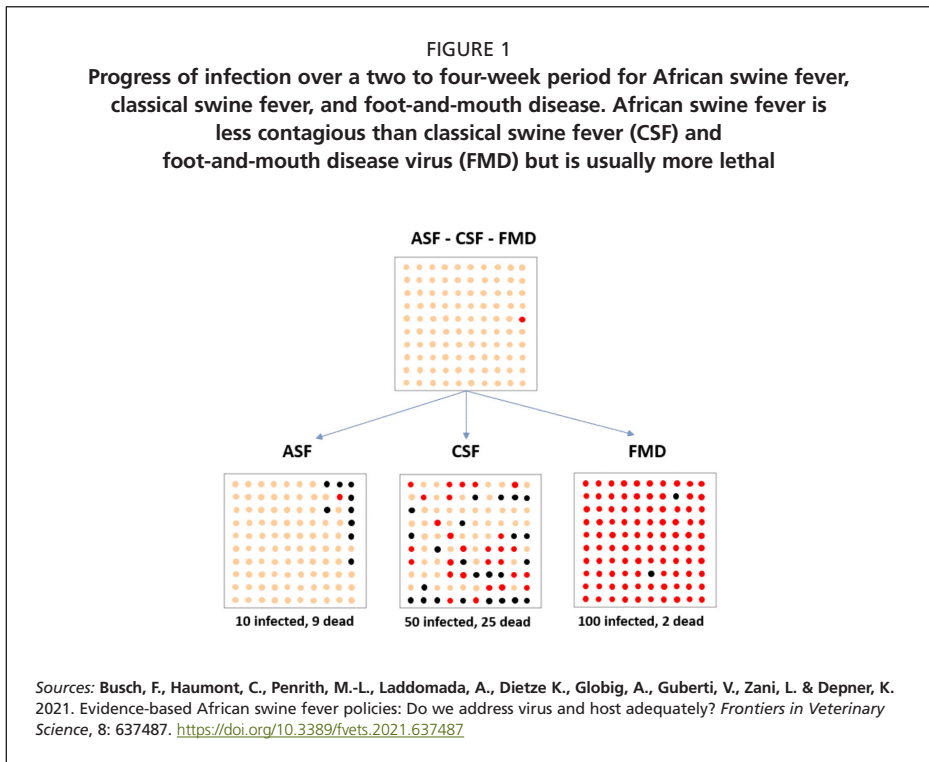 FIGURE 1
Progress of infection over a two to four-week period for African swine fever,
classical swine fever, and foot-and-mouth disease. African swine fever is
less contagious than classical swine fever (CSF) and
foot-and-mouth disease virus (FMD) but is usually more lethal
ASF - CSF - FMD
ASF
CSF
FMD
10 infected, 9 dead
50 infected, 25 dead
100 infected, 2 dead
Sources: Busch, F., Haumont, C., Penrith, M.-L., Laddomada, A., Dietze K., Globig, A., Guberti, V., Zani, L. & Depner, K.
2021. Evidence-based African swine fever policies: Do we address virus and host adequately? Frontiers in Veterinary
Science, 8: 637487. https://doi.org/10.3389/fvets.2021.637487